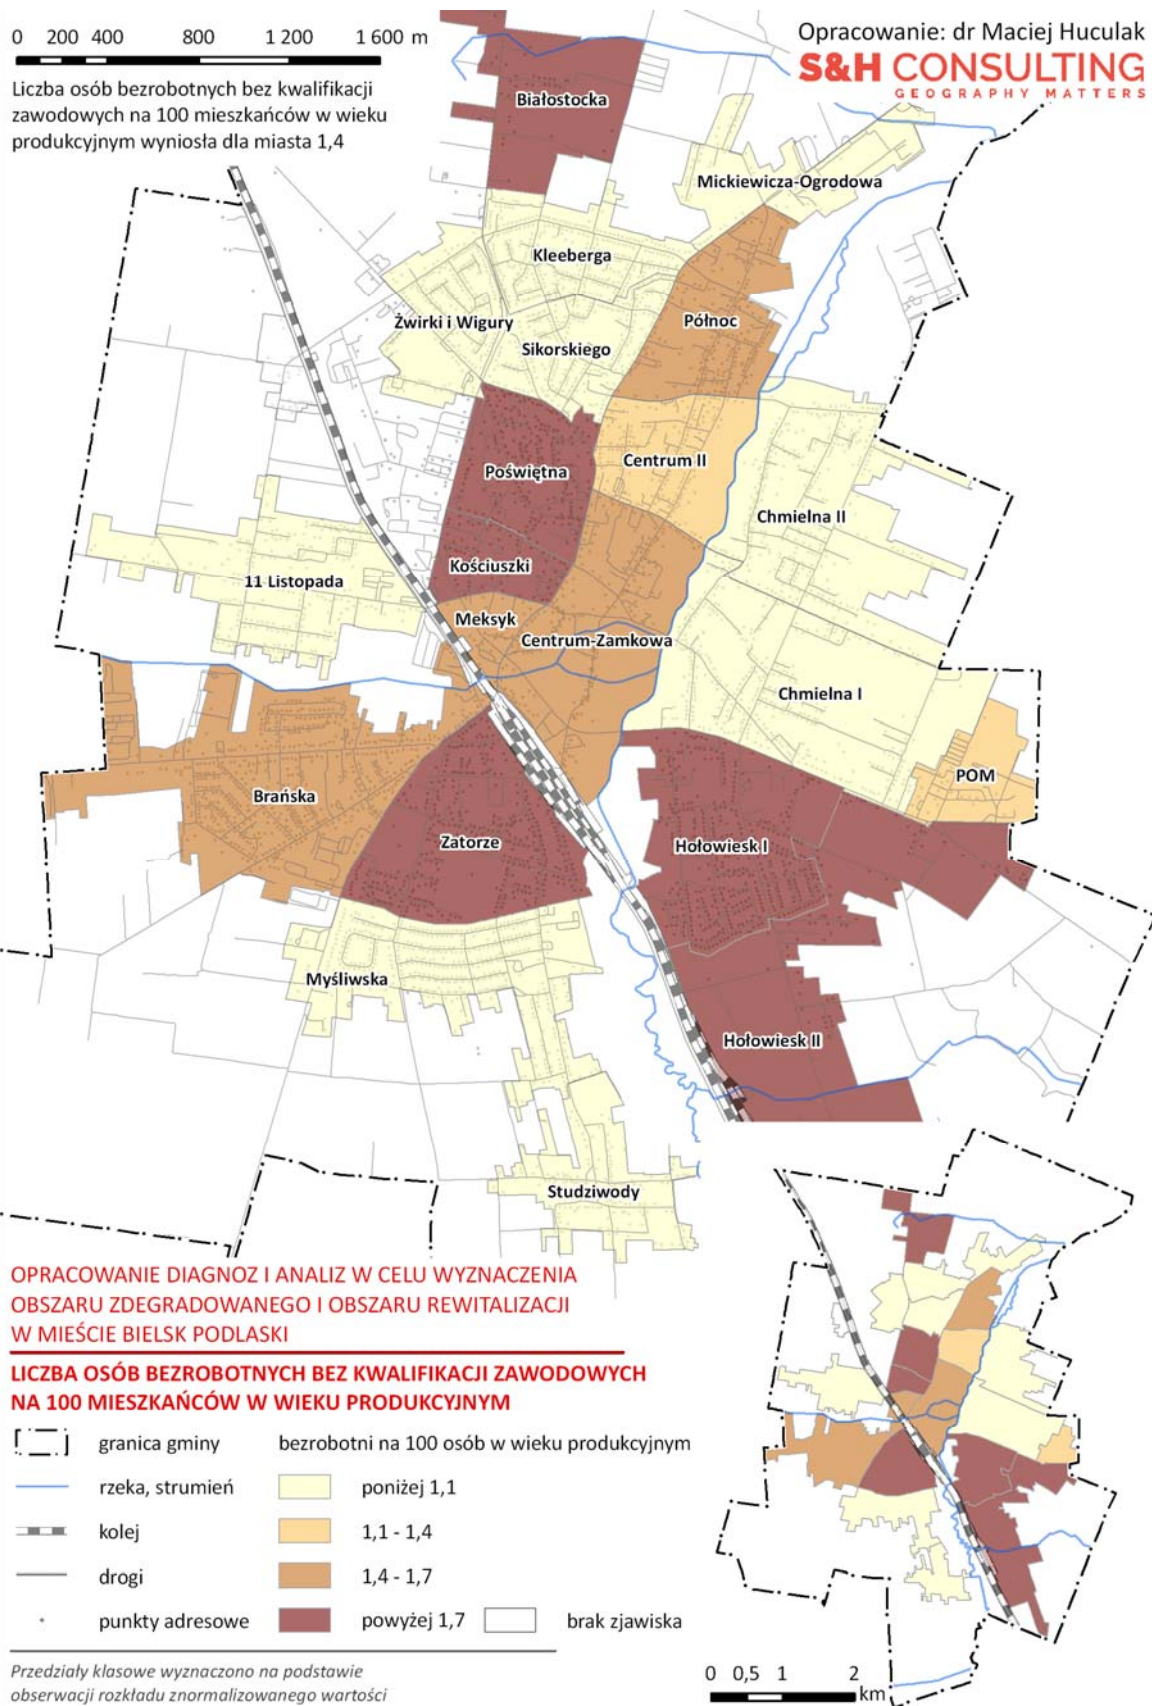 0 200 400 800 1 200 1 600 m
Opracowanie: dr Maciej Huculak
S&H CONSULTING
GEOGRAPHY MATTERS
Liczba osób bezrobotnych bez kwalifikacji
zawodowych na 100 mieszkańców w wieku
produkcyjnym wyniosła dla miasta 1,4
Białostocka
Mickiewicza-Ogrodowa
Kleeberga
Żwirki i Wigury
Północ
Sikorskiego
Poświętna
Centrum II
Chmielna II
Kościuszki
11 Listopada
Meksyk
Centrum-Zamkowa
Chmielna I
POM
Brańska
Zatorze
Hołowiesk I
Myśliwska
Hołowiesk II
Studziwody
OPRACOWANIE DIAGNOZ I ANALIZ W CELU WYZNACZENIA
OBSZARU ZDEGRADOWANEGO I OBSZARU REWITALIZACJI
W MIEŚCIE BIELSK PODLASKI
LICZBA OSÓB BEZROBOTNYCH BEZ KWALIFIKACJI ZAWODOWYCH
NA 100 MIESZKAŃCÓW W WIEKU PRODUKCYJNYM
granica gminy
bezrobotni na 100 osób w wieku produkcyjnym
rzeka, strumień
poniżej 1,1
kolej
1,1 - 1,4
drogi
1,4 - 1,7
punkty adresowe
powyżej 1,7
brak zjawiska
Przedziały klasowe wyznaczono na podstawie
obserwacji rozkładu znormalizowanego wartości
0 0,5 1 2
km